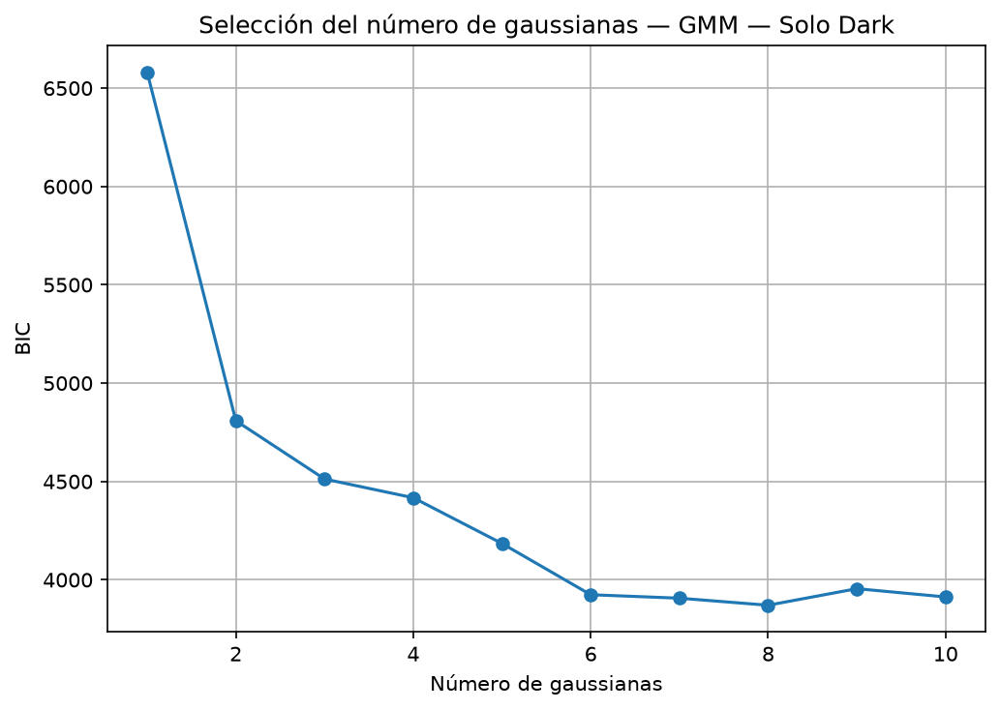 Selección del número de gaussianas — GMM — Solo Dark
6500
6000
5500
5000
4500
4000
BIC
2 4 6 8 10
Número de gaussianas